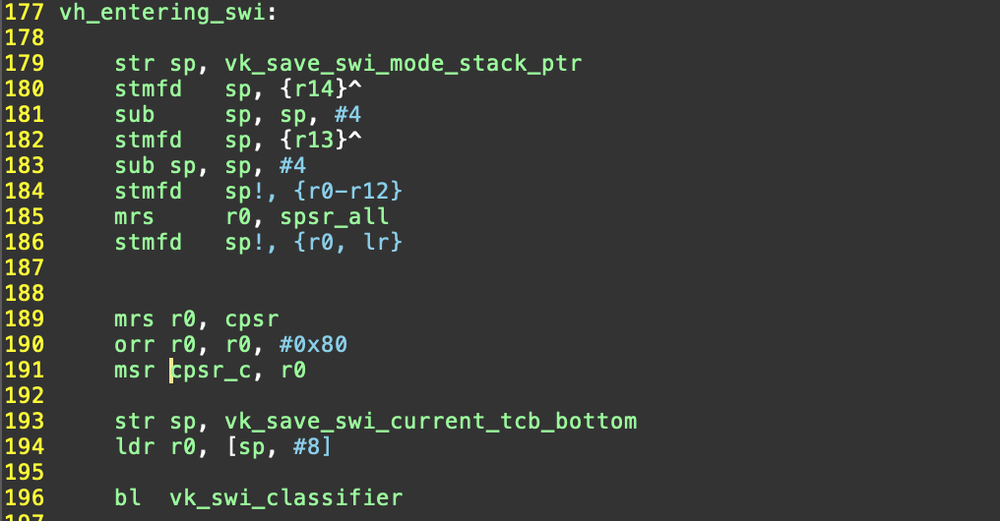 177 vh_entering_swi:
178
179     str sp, vk_save_swi_mode_stack_ptr
180     stmfd   sp, {r14}^
181     sub     sp, sp, #4
182     stmfd   sp, {r13}^
183     sub sp, sp, #4
184     stmfd   sp!, {r0-r12}
185     mrs     r0, spsr_all
186     stmfd   sp!, {r0, lr}
187
188
189     mrs r0, cpsr
190     orr r0, r0, #0x80
191     msr cpsr_c, r0
192
193     str sp, vk_save_swi_current_tcb_bottom
194     ldr r0, [sp, #8]
195
196     bl  vk_swi_classifier
197